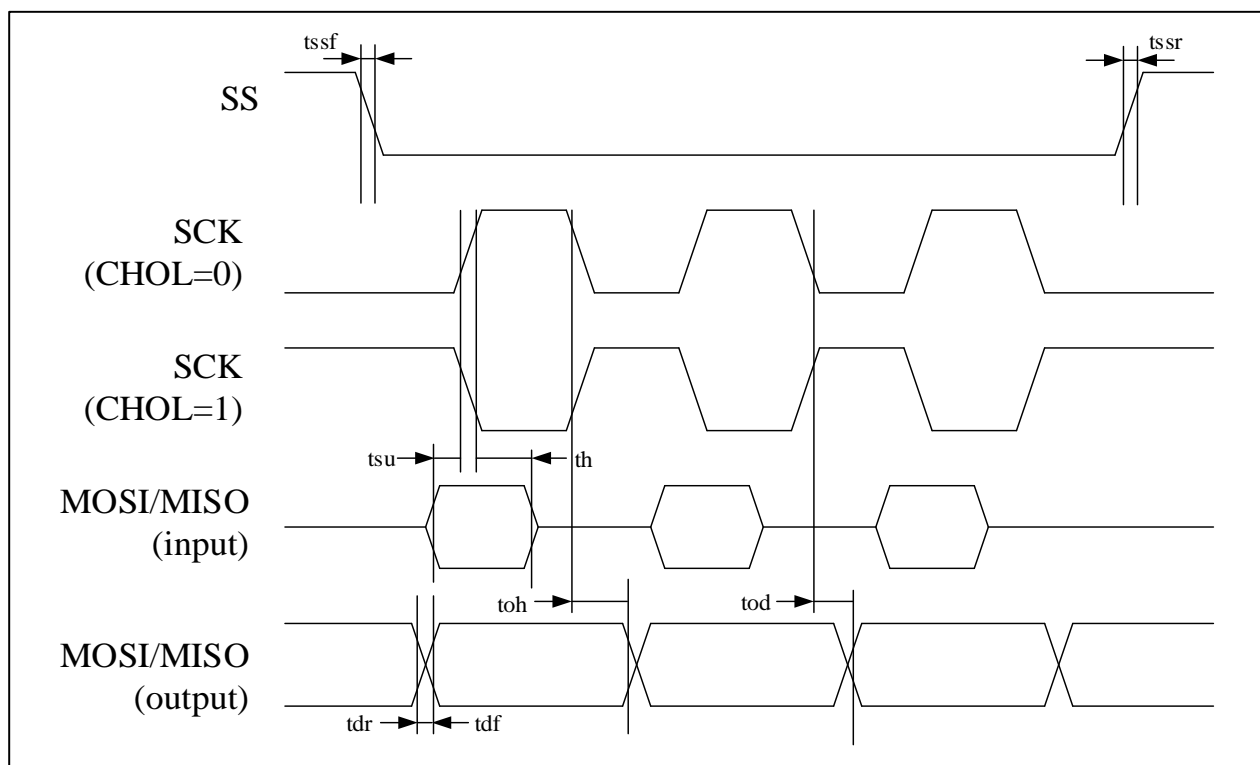 tssf
tssr
SS
SCK
(CHOL=0)
SCK
(CHOL=1)
tsu
th
MOSI/MISO
(input)
toh
tod
MOSI/MISO
(output)
tdr
tdf